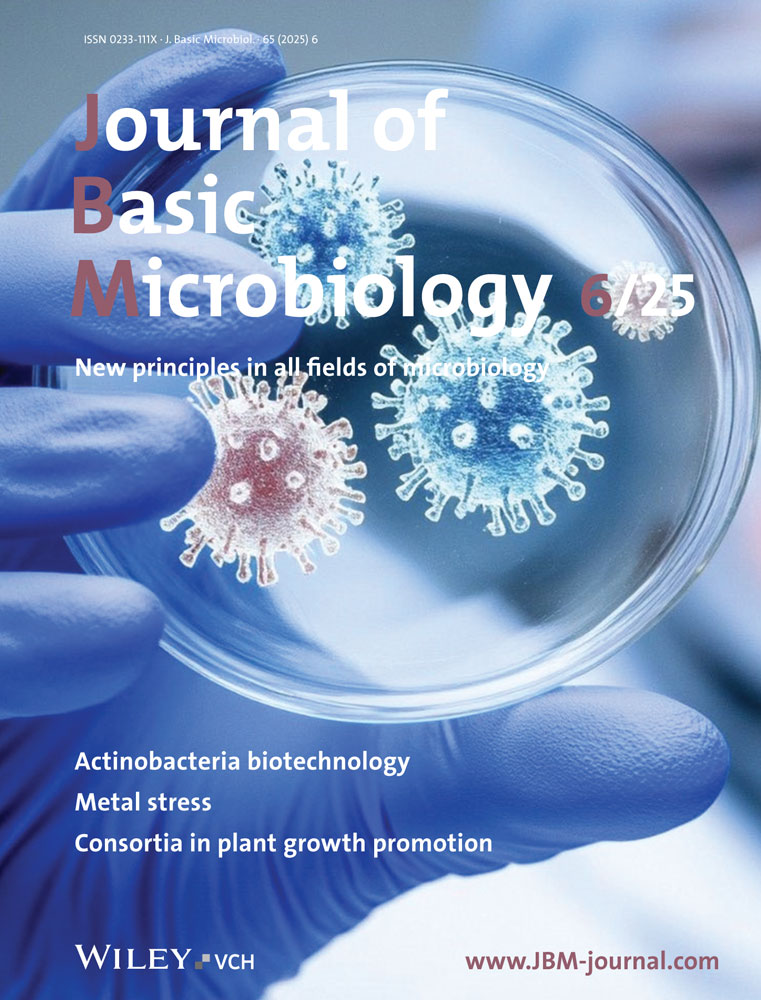 ISSN 0233-111X · J. Basic Microbiol. · 65 (2025) 6
Journal of
Basic
Microbiology 6/25
New principles in all fields of microbiology
Actinobacteria biotechnology
Metal stress
Consortia in plant growth promotion
WILEY VCH
www.JBM-journal.com